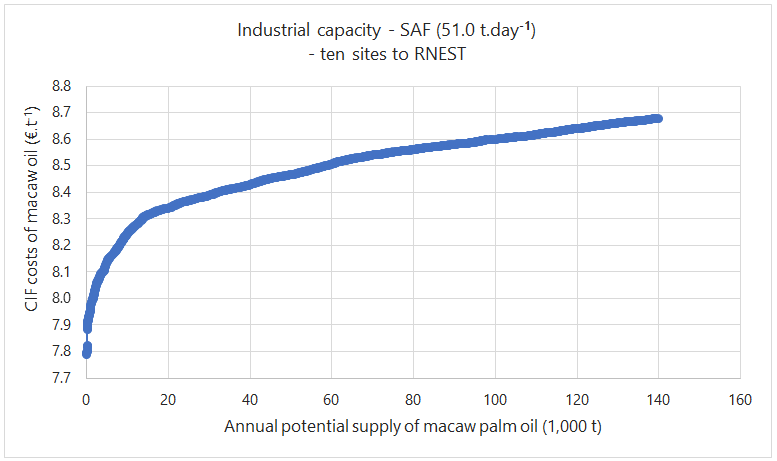 Industrial capacity - SAF (51.0 t.day⁻¹)
- ten sites to RNEST
CIF costs of macaw oil (€.t⁻¹)
8.8
8.7
8.6
8.5
8.4
8.3
8.2
8.1
8.0
7.9
7.8
7.7
0 20 40 60 80 100 120 140 160
Annual potential supply of macaw palm oil (1,000 t)